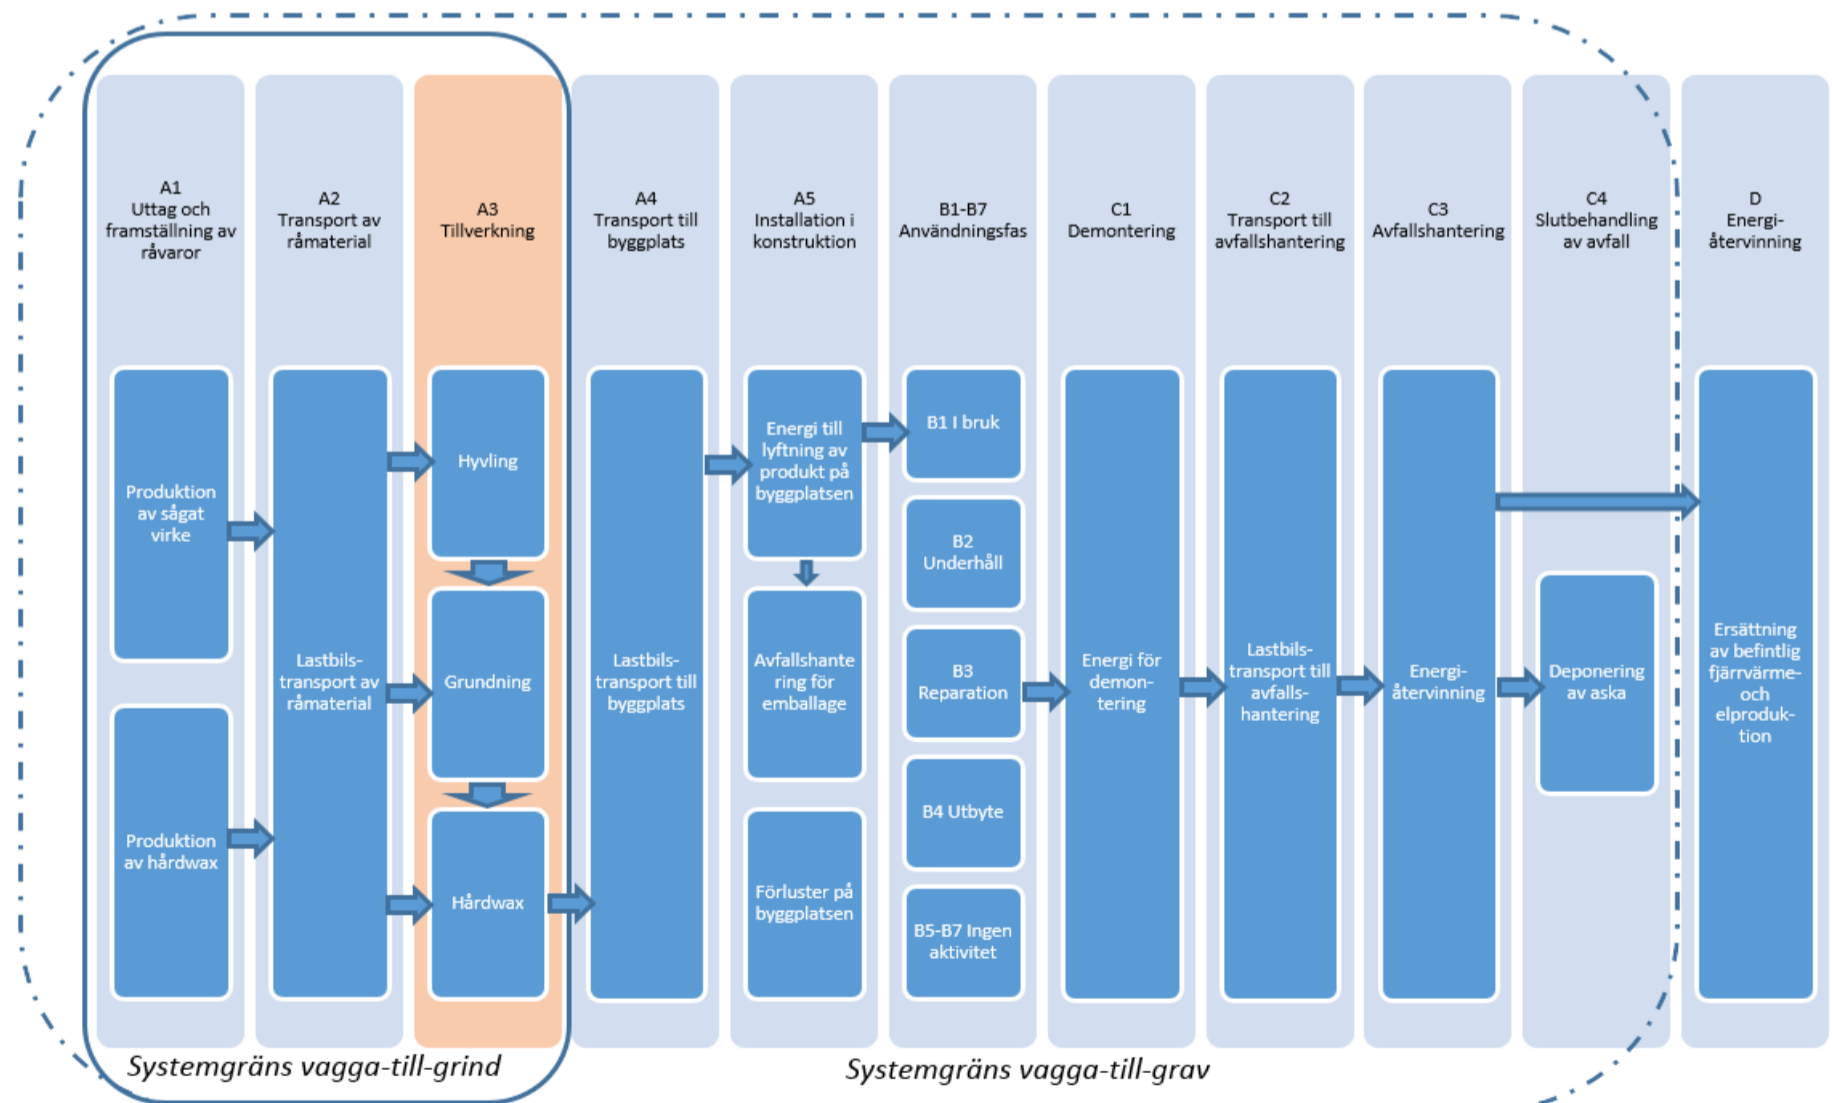 A1
Uttag och
framställning av
råvaror
A2
Transport av
råmaterial
A3
Tillverkning
A4
Transport till
byggplats
A5
Installation i
konstruktion
B1-B7
Användningsfas
C1
Demontering
C2
Transport till
avfallshantering
C3
Avfallshantering
C4
Slutbehandling
av avfall
D
Energi-
återvinning
Produktion
av sågat
virke
Produktion
av hårdwax
Lastbils-
transport av
råmaterial
Hyvling
Grundning
Hårdwax
Lastbils-
transport till
byggplats
Energi till
lyftning av
produkt på
byggplatsen
Avfallshante
ring för
emballage
Förluster på
byggplatsen
B1 I bruk
B2
Underhåll
B3
Reparation
B4 Utbyte
B5-B7 Ingen
aktivitet
Energi för
demon-
tering
Lastbils-
transport till
avfalls-
hantering
Energi-
återvinning
Deponering
av aska
Ersättning
av befintlig
fjärrvärme-
och
elproduk-
tion
Systemgräns vagga-till-grind
Systemgräns vagga-till-grav